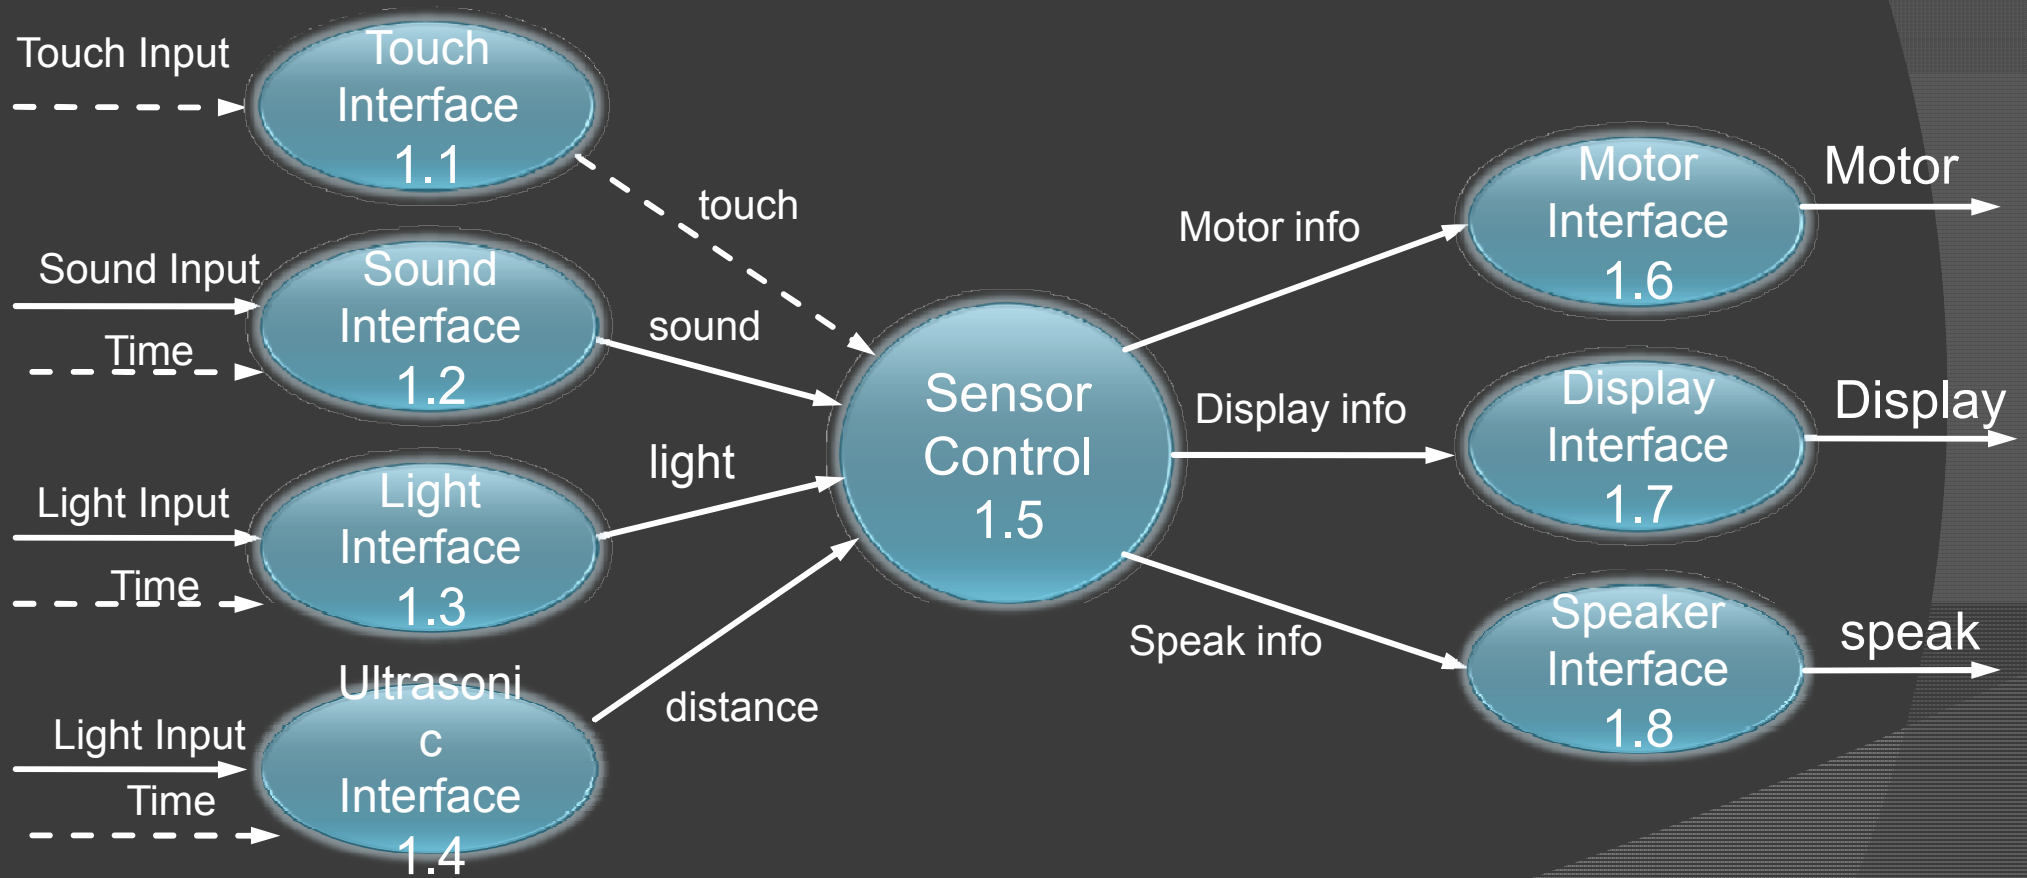 Touch Input
Touch
Interface
1.1
touch
Sound Input
Time
Sound
Interface
1.2
sound
Light Input
Time
Light
Interface
1.3
light
Light Input
Time
Ultrasoni
c
Interface
1.4
distance
Sensor
Control
1.5
Motor info
Motor
Interface
1.6
Motor
Display info
Display
Interface
1.7
Display
Speak info
Speaker
Interface
1.8
speak